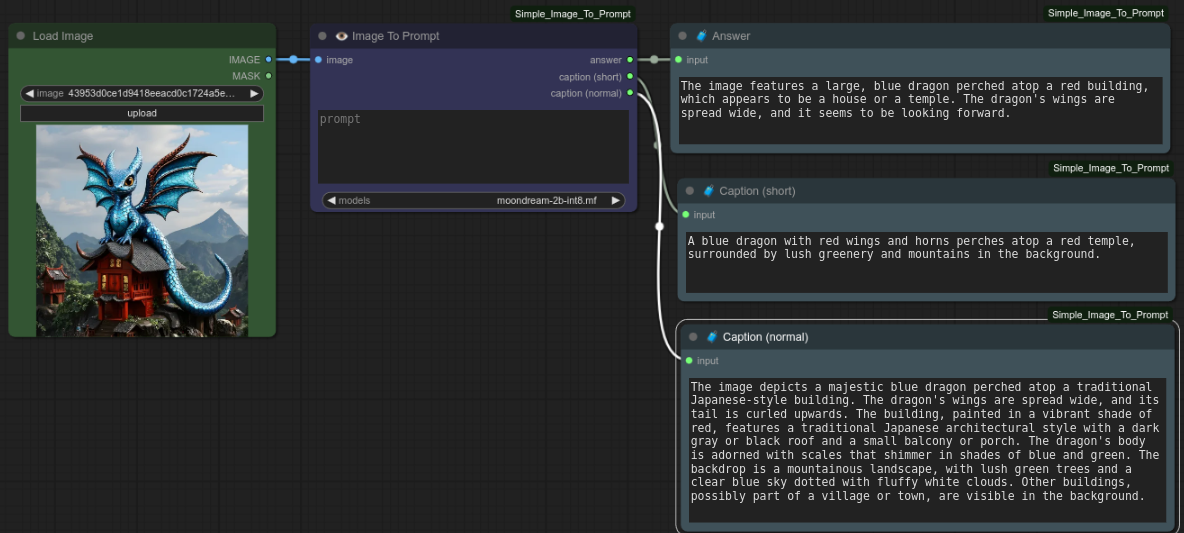 Load Image
IMAGE
MASK
image 43953d0ce1d9418eeacd0c1724a5e...
upload
Simple_Image_To_Prompt
Image To Prompt
image
answer
caption (short)
caption (normal)
prompt
models moondream-2b-int8.mf
Simple_Image_To_Prompt
Answer
input
The image features a large, blue dragon perched atop a red building,
which appears to be a house or a temple. The dragon's wings are
spread wide, and it seems to be looking forward.
Simple_Image_To_Prompt
Caption (short)
input
A blue dragon with red wings and horns perches atop a red temple,
surrounded by lush greenery and mountains in the background.
Simple_Image_To_Prompt
Caption (normal)
input
The image depicts a majestic blue dragon perched atop a traditional
Japanese-style building. The dragon's wings are spread wide, and its
tail is curled upwards. The building, painted in a vibrant shade of
red, features a traditional Japanese architectural style with a dark
gray or black roof and a small balcony or porch. The dragon's body
is adorned with scales that shimmer in shades of blue and green. The
backdrop is a mountainous landscape, with lush green trees and a
clear blue sky dotted with fluffy white clouds. Other buildings,
possibly part of a village or town, are visible in the background.